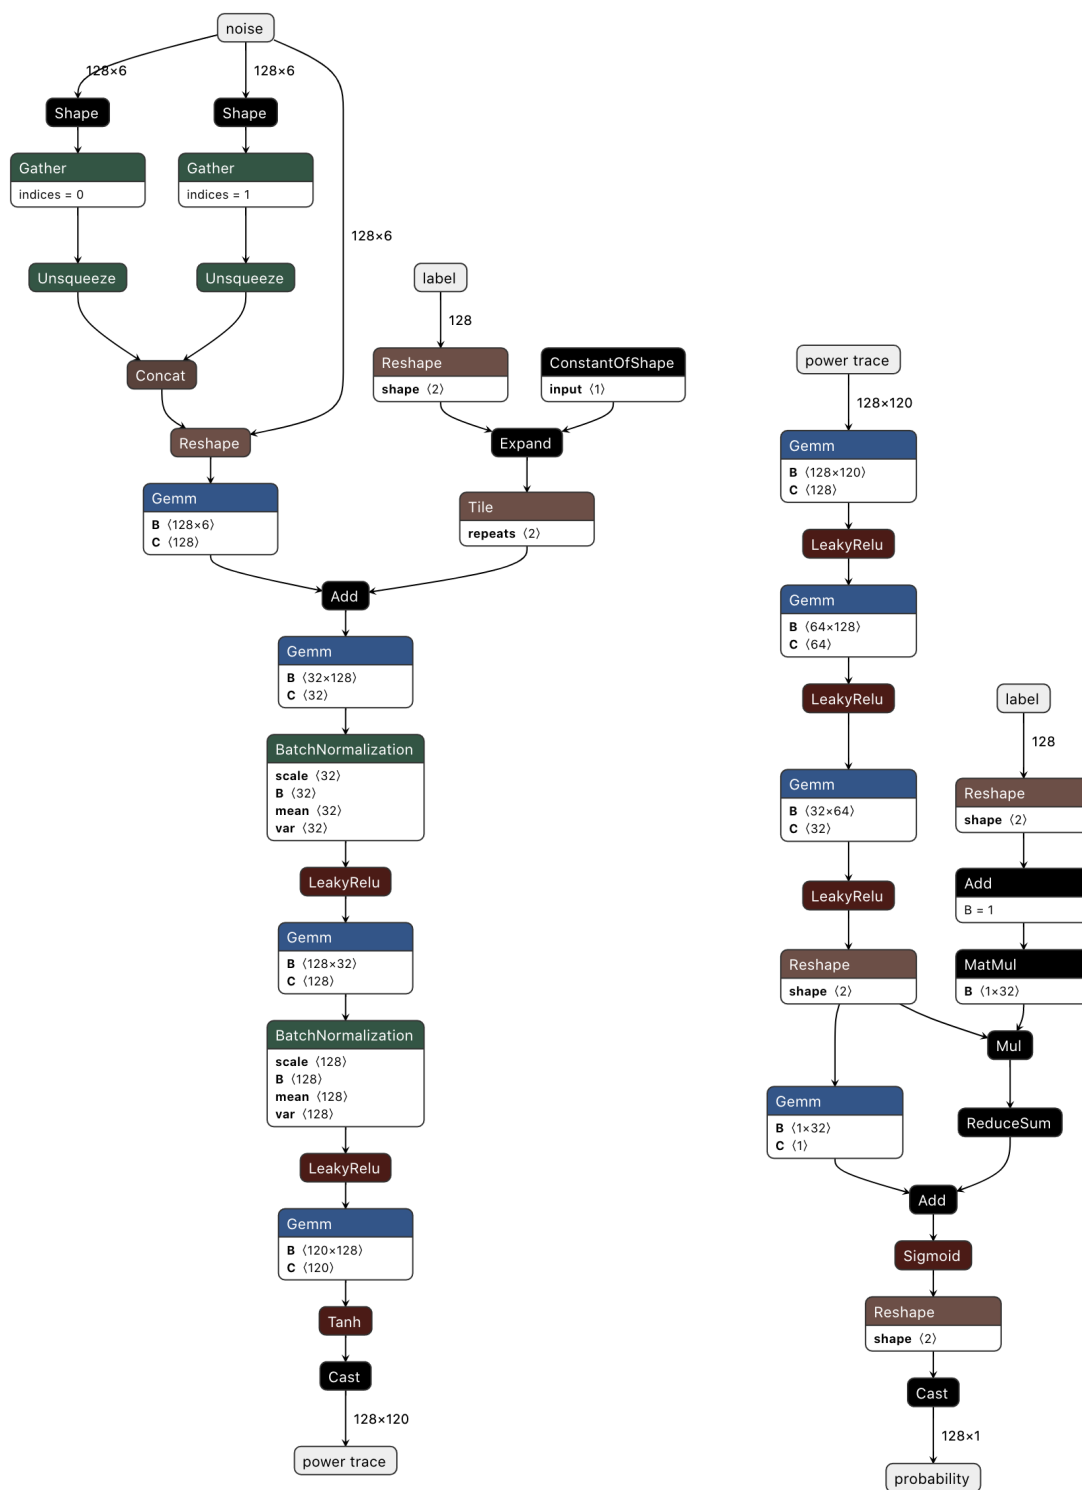 noise
128×6
128×6
Shape
Shape
Gather
indices = 0
Gather
indices = 1
128×6
Unsqueeze
Unsqueeze
Concat
Reshape
Gemm
B ⟨128×6⟩
C ⟨128⟩
label
128
Reshape
shape ⟨2⟩
ConstantOfShape
input ⟨1⟩
Expand
Tile
repeats ⟨2⟩
Add
Gemm
B ⟨32×128⟩
C ⟨32⟩
BatchNormalization
scale ⟨32⟩
B ⟨32⟩
mean ⟨32⟩
var ⟨32⟩
LeakyRelu
Gemm
B ⟨128×32⟩
C ⟨128⟩
BatchNormalization
scale ⟨128⟩
B ⟨128⟩
mean ⟨128⟩
var ⟨128⟩
LeakyRelu
Gemm
B ⟨120×128⟩
C ⟨120⟩
Tanh
Cast
128×120
power trace
power trace
128×120
Gemm
B ⟨128×120⟩
C ⟨128⟩
LeakyRelu
Gemm
B ⟨64×128⟩
C ⟨64⟩
LeakyRelu
Gemm
B ⟨32×64⟩
C ⟨32⟩
LeakyRelu
Reshape
shape ⟨2⟩
label
128
Reshape
shape ⟨2⟩
Add
B = 1
MatMul
B ⟨1×32⟩
Mul
Gemm
B ⟨1×32⟩
C ⟨1⟩
ReduceSum
Add
Sigmoid
Reshape
shape ⟨2⟩
Cast
128×1
probability